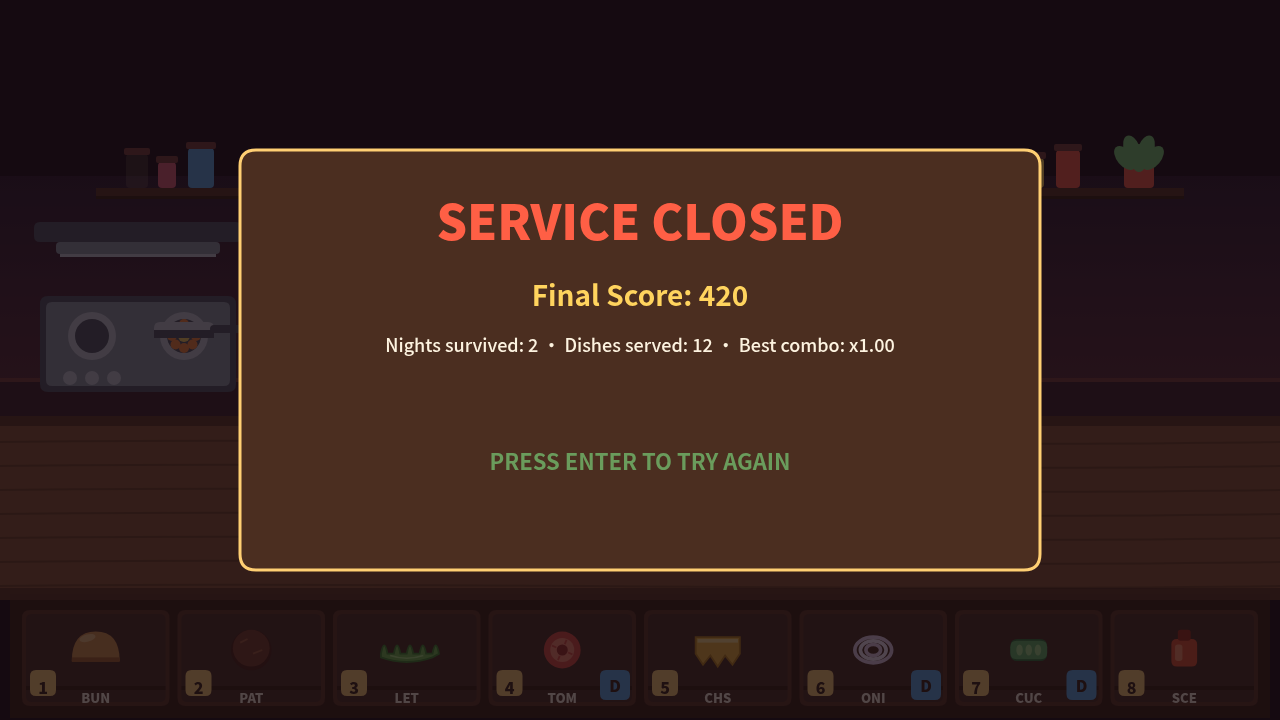 SERVICE CLOSED
Final Score: 420
Nights survived: 2 • Dishes served: 12 • Best combo: x1.00
PRESS ENTER TO TRY AGAIN
1 BUN
2 PAT
3 LET
4 TOM D
5 CHS
6 ONI D
7 CUC D
8 SCE